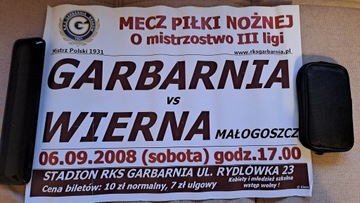 MECZ PIŁKI NOŻNEJ
O mistrzostwo III ligi
Mistrz Polski 1931
www.rksgarbarnia.pl
GARBARNIA
vs
WIERNA MAŁOGOSZCZ
06.09.2008 (sobota) godz.17.00
STADION RKS GARBARNIA UL. RYDLÓWKA 23
Cena biletów: 10 zł normalny, 7 zł ulgowy
Kobiety i młodzież szkolna
wstęp wolny !